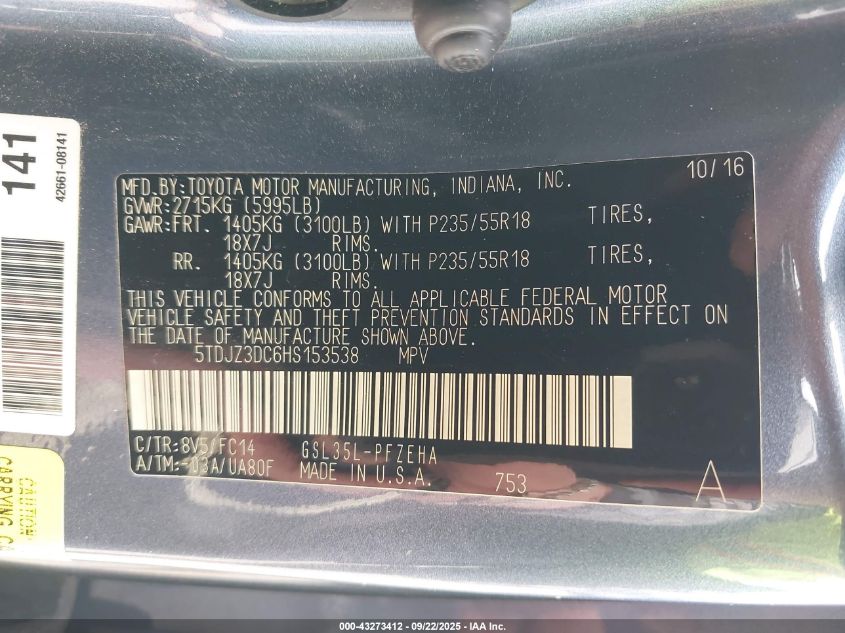 141
42661-08141
10/16
MFD.BY:TOYOTA MOTOR MANUFACTURING, INDIANA, INC.
GVWR:2715KG (5995LB)
GAWR:FRT. 1405KG (3100LB) WITH P235/55R18 TIRES,
18X7J RIMS.
RR. 1405KG (3100LB) WITH P235/55R18 TIRES,
18X7J RIMS.
THIS VEHICLE CONFORMS TO ALL APPLICABLE FEDERAL MOTOR
VEHICLE SAFETY AND THEFT PREVENTION STANDARDS IN EFFECT ON
THE DATE OF MANUFACTURE SHOWN ABOVE.
5TDJZ3DC6HS153538 MPV
C/TR:8V5/FC14 GSL35L-PFZEHA
A/TM:-03A/UA80F MADE IN U.S.A. 753 A
CAUTION
CARRYING
000-43273412 - 09/22/2025 - IAA Inc.